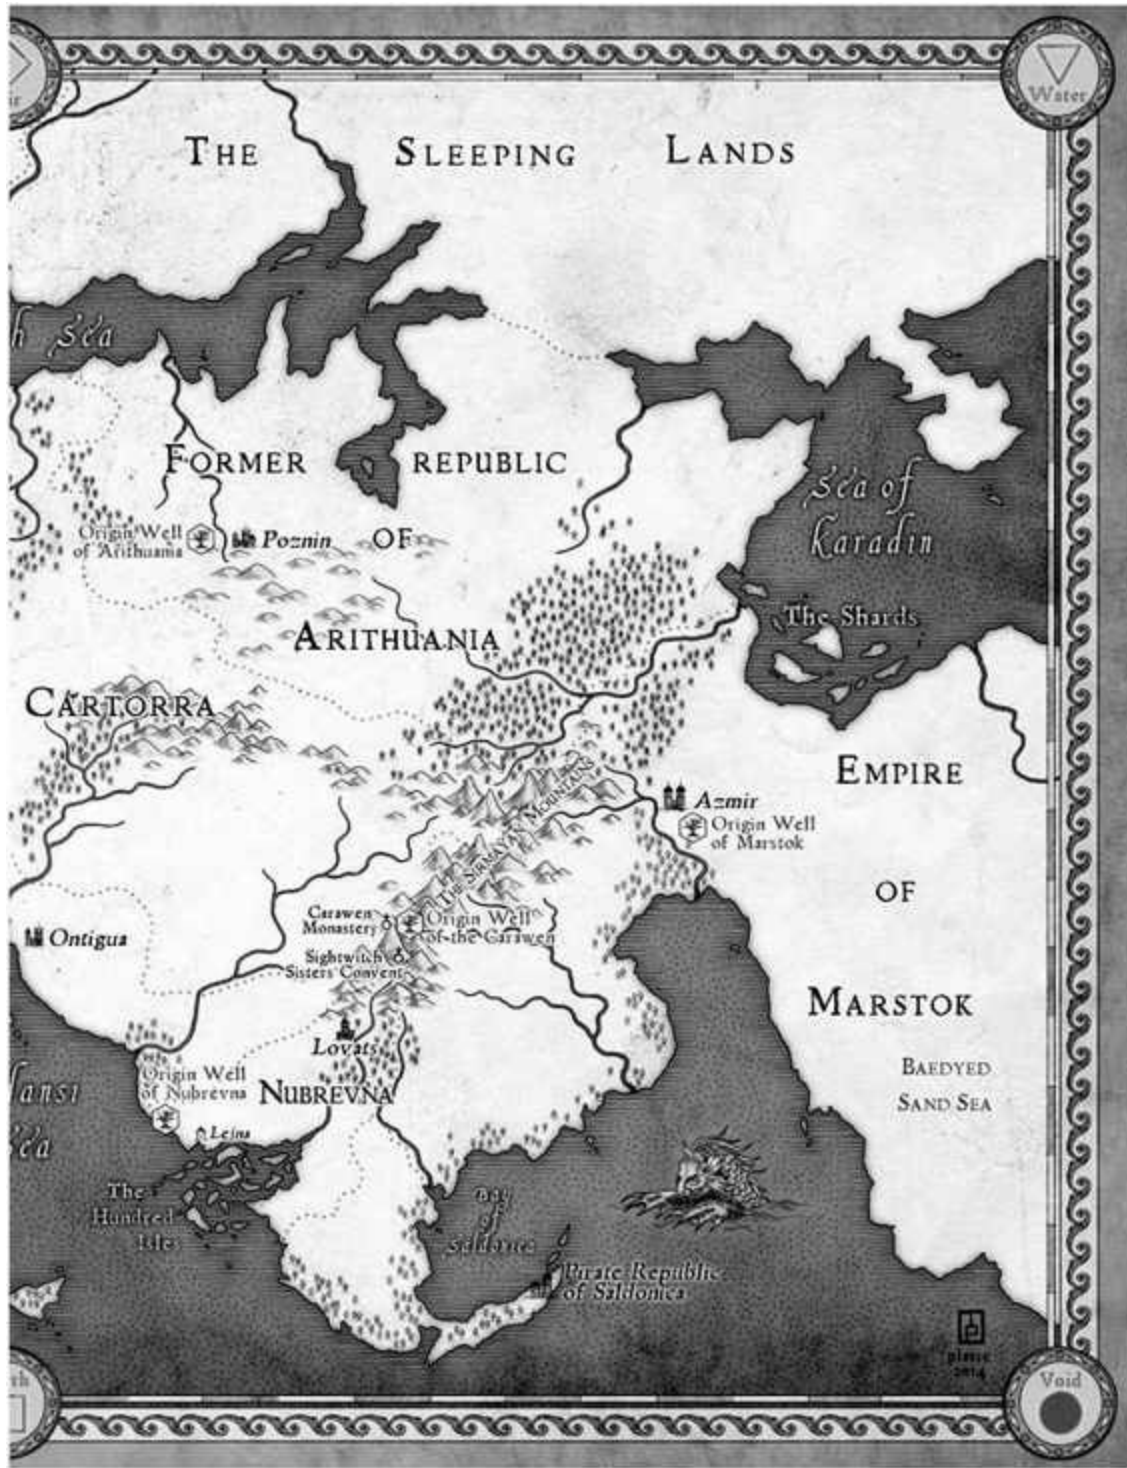 Water
THE SLEEPING LANDS
Sea
FORMER REPUBLIC
OF
ARITHUANIA
Origin Well
of Arithuania
Poznin
Sea of
Karadin
The Shards
CARTORRA
THE SIRMAYAN MOUNTAINS
EMPIRE
OF
MARSTOK
Azmir
Origin Well
of Marstok
Carawen
Monastery
Origin Well
of the Carawen
Sightwitch
Sisters' Convent
Ontigua
Lovats
Origin Well
of Nubrevna
NUBREVNA
Lejna
BAEDYED
SAND SEA
The
Hundred
Isles
Bay
of
Saldonica
Pirate Republic
of Saldonica
2014
Void